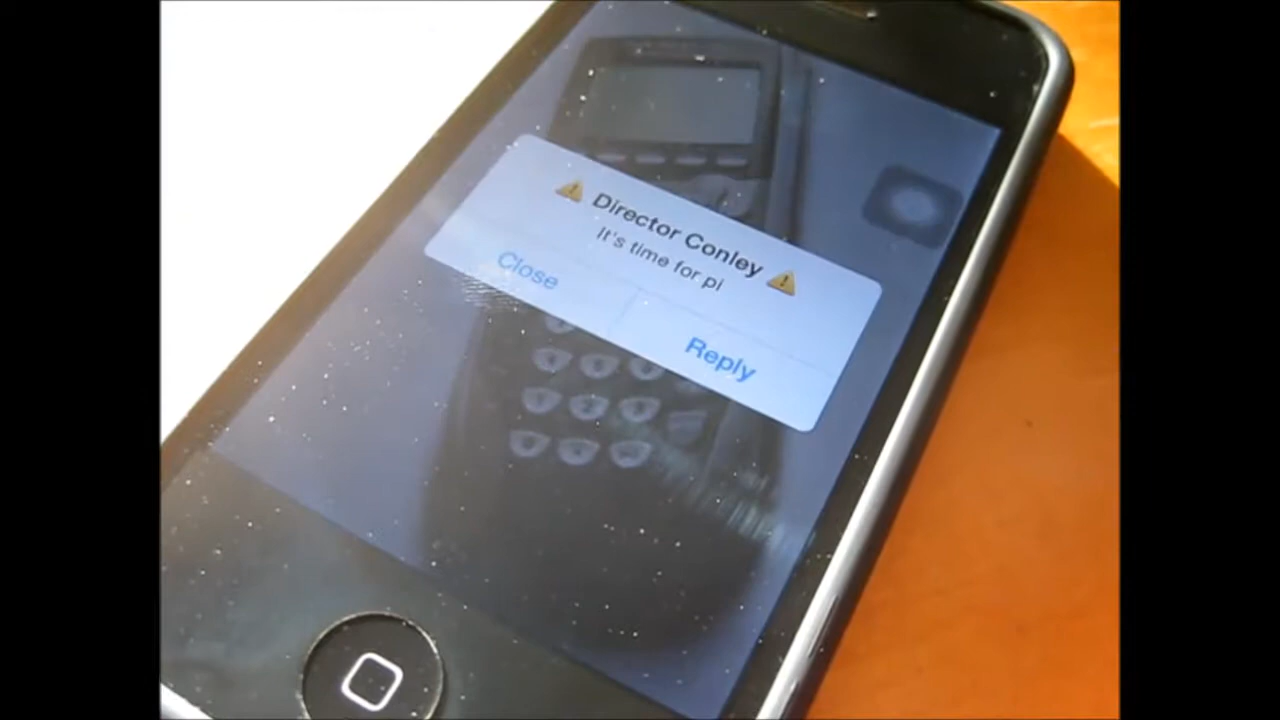 ⚠ Director Conley ⚠
It's time for pi
Close
Reply